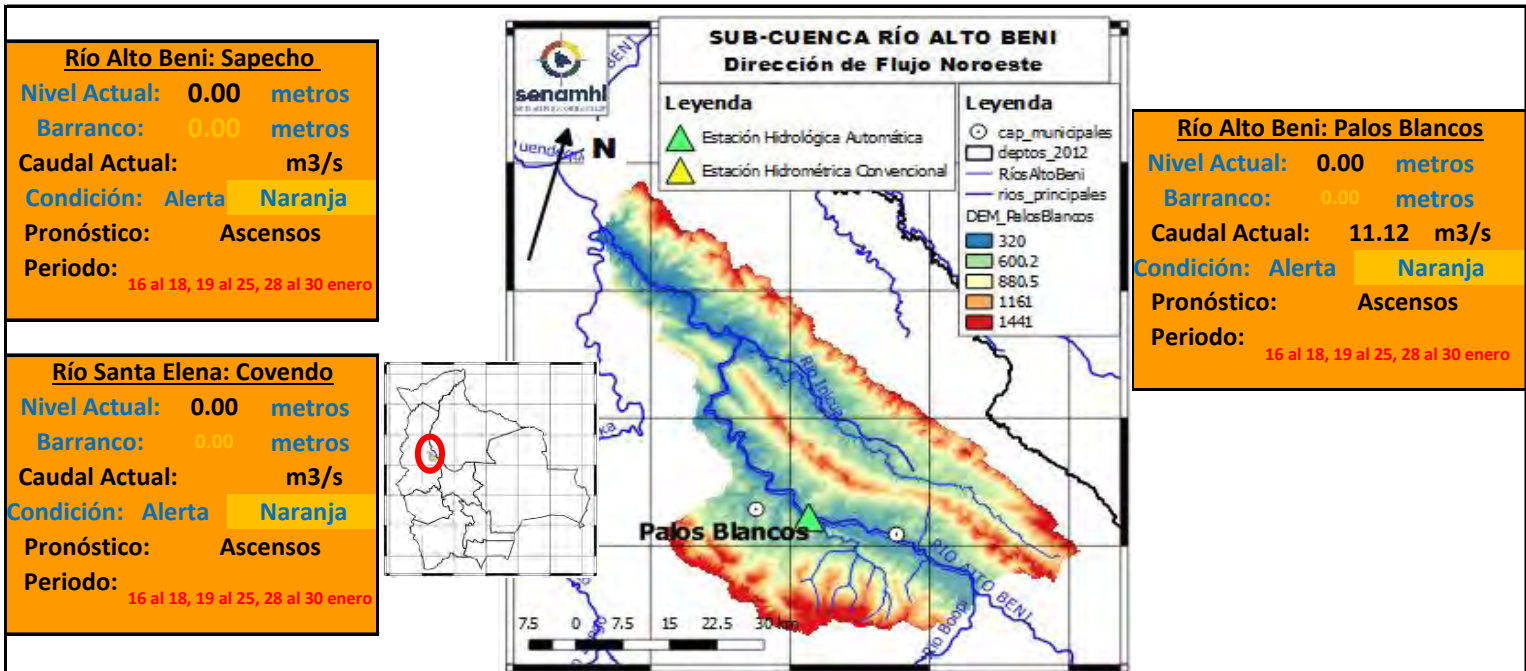 Río Alto Beni: Sapecho
Nivel Actual: 0.00 metros
Barranco: 0.00 metros
Caudal Actual: m3/s
Condición: Alerta Naranja
Pronóstico: Ascensos
Periodo:
16 al 18, 19 al 25, 28 al 30 enero
Río Santa Elena: Covendo
Nivel Actual: 0.00 metros
Barranco: 0.00 metros
Caudal Actual: m3/s
Condición: Alerta Naranja
Pronóstico: Ascensos
Periodo:
16 al 18, 19 al 25, 28 al 30 enero
SUB-CUENCA RÍO ALTO BENI
Dirección de Flujo Noroeste
senamhi
BENI
N
Leyenda
Estación Hidrológica Automática
Estación Hidrométrica Convencional
Leyenda
cap_municipales
deptos_2012
RíosAltoBeni
rios_principales
DEM_PalosBlancos
320
600.2
880.5
1161
1441
Río Inicua
Palos Blancos
RÍO ALTO BENI
Río Boopi
7.5 0 7.5 15 22.5 30 km
Río Alto Beni: Palos Blancos
Nivel Actual: 0.00 metros
Barranco: 0.00 metros
Caudal Actual: 11.12 m3/s
Condición: Alerta Naranja
Pronóstico: Ascensos
Periodo:
16 al 18, 19 al 25, 28 al 30 enero